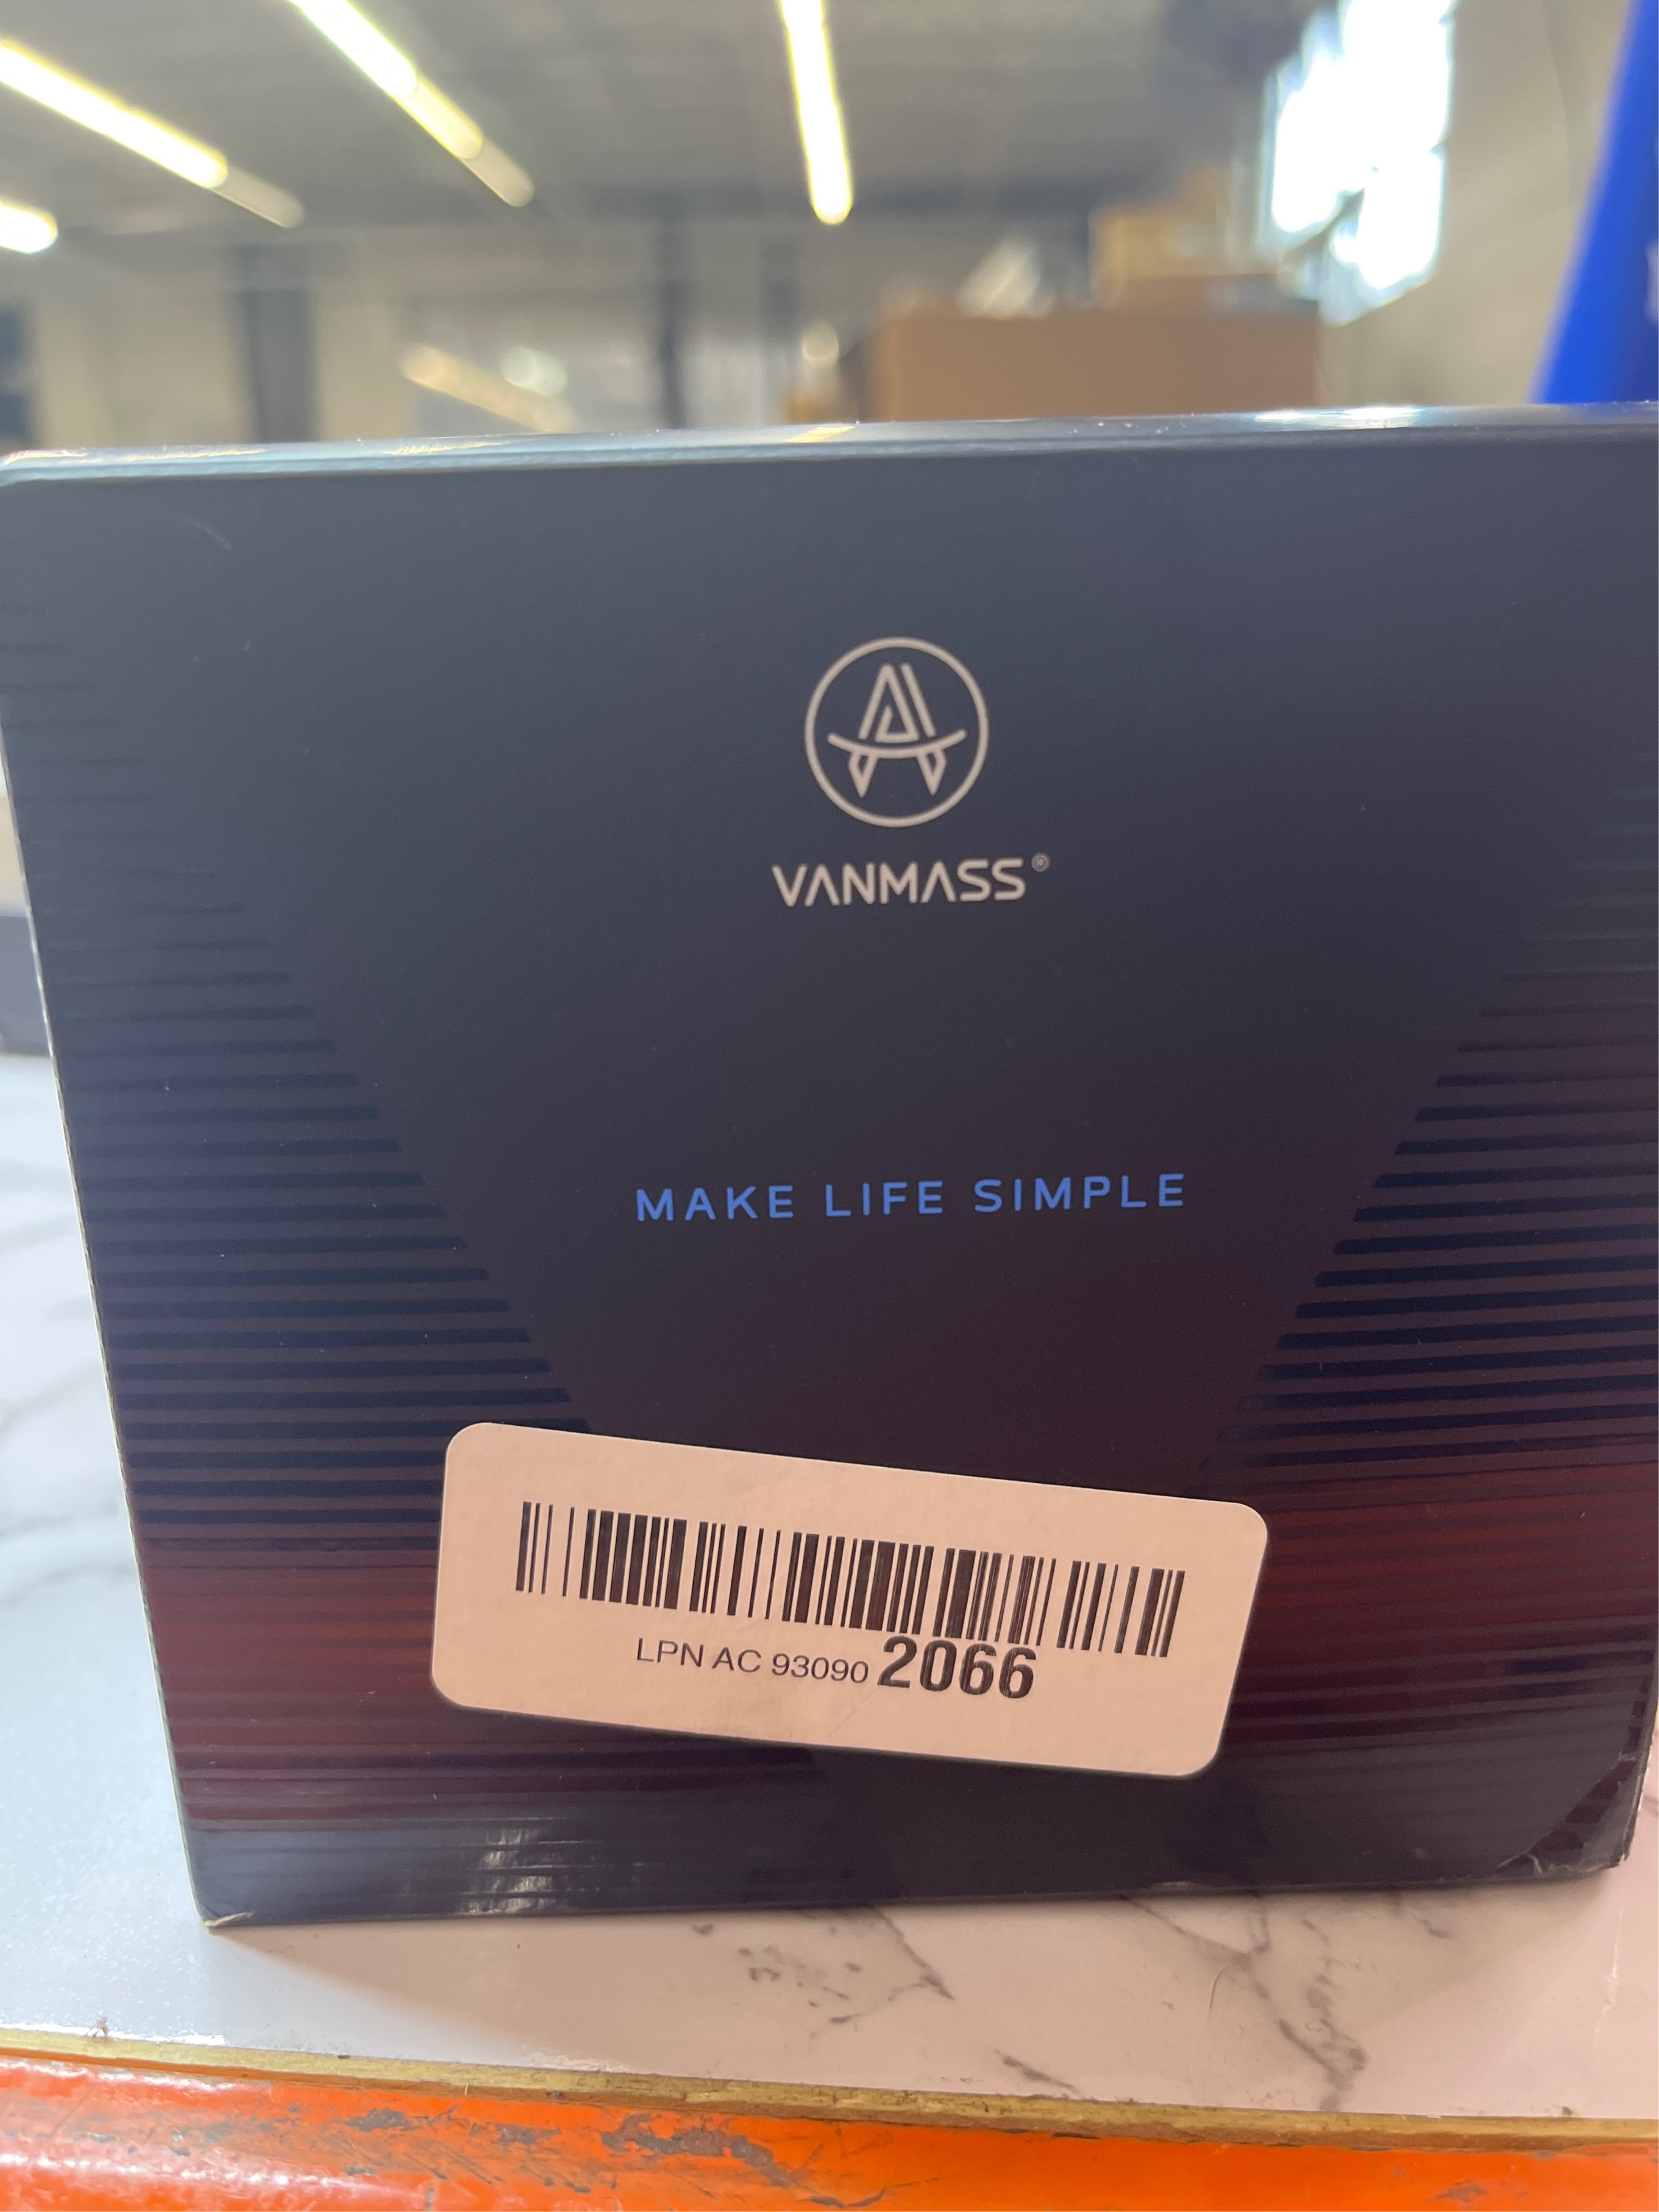 VANMASS®
MAKE LIFE SIMPLE
LPN AC 93090 2066